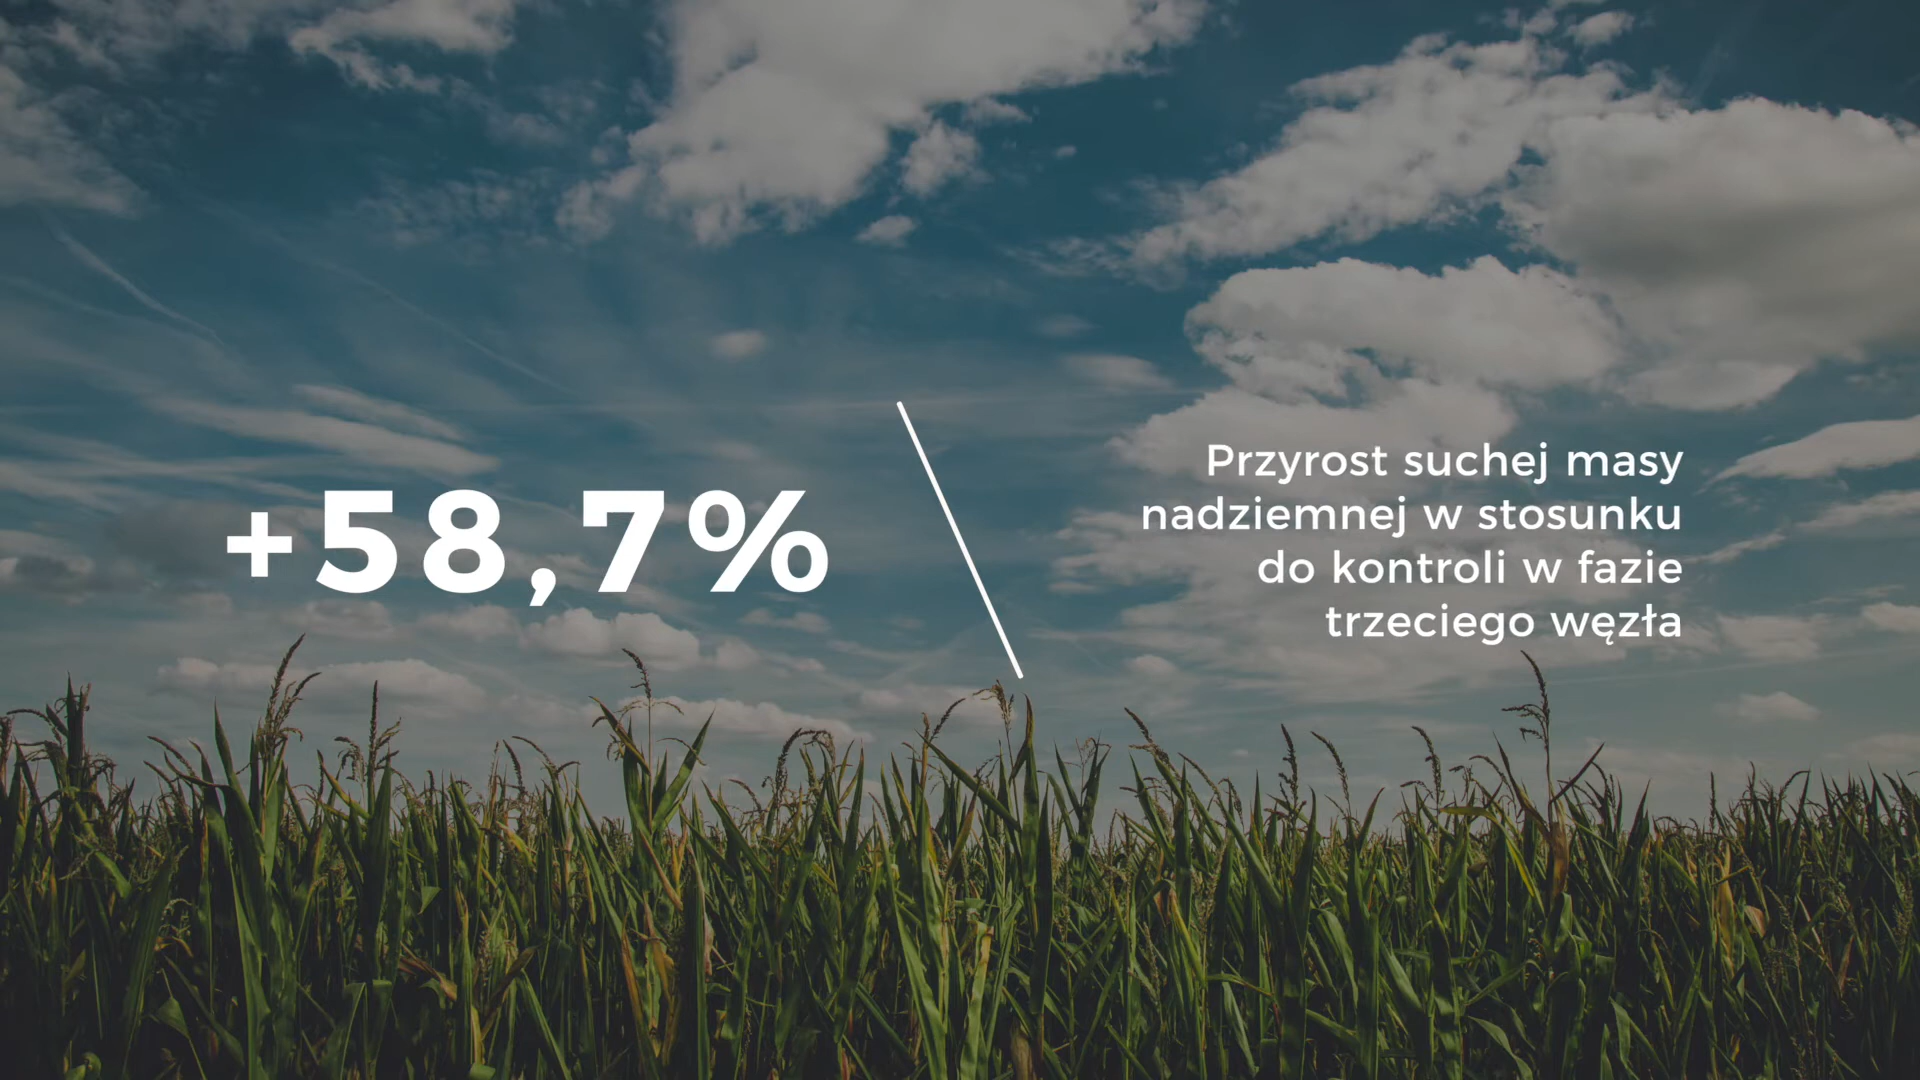 +58,7%
Przyrost suchej masy
nadziemnej w stosunku
do kontroli w fazie
trzeciego węzła